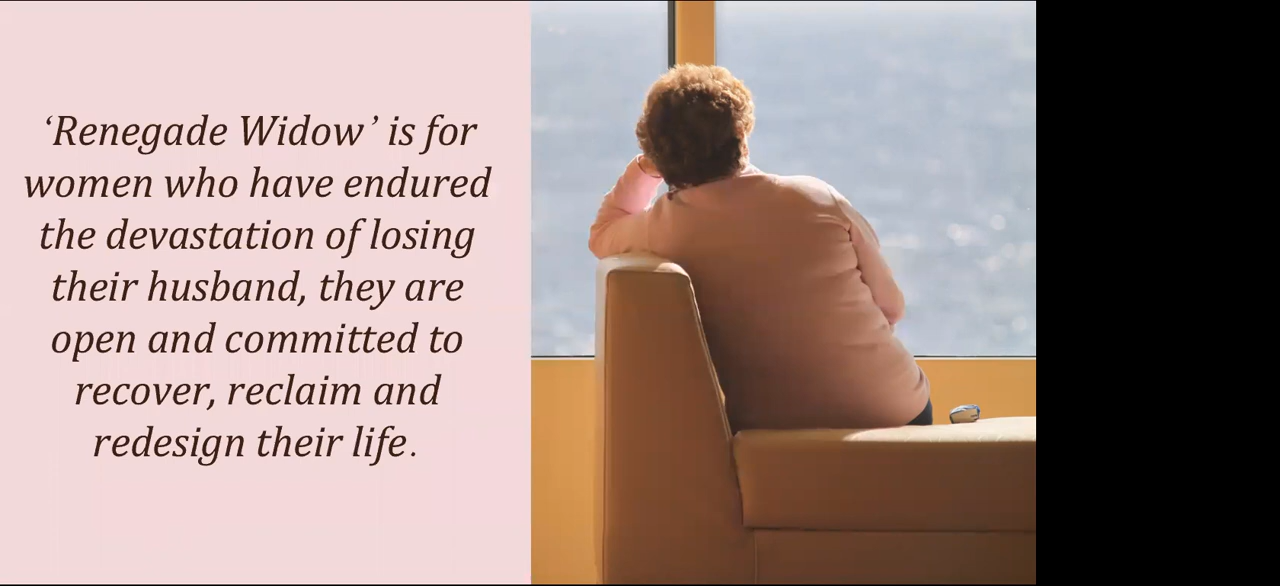 ‘Renegade Widow’ is for
women who have endured
the devastation of losing
their husband, they are
open and committed to
recover, reclaim and
redesign their life.